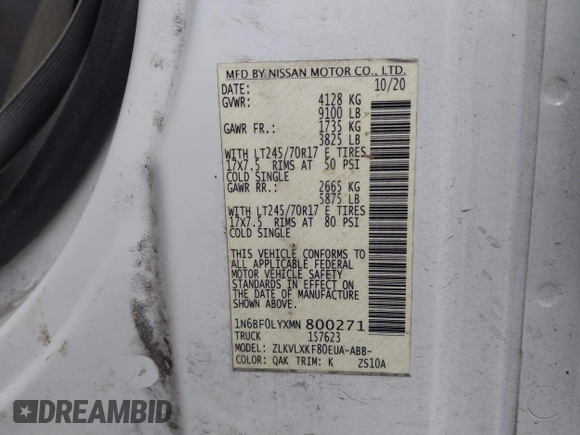 MFD BY NISSAN MOTOR CO., LTD.
DATE: 10/20
GVWR: 4128 KG
9100 LB
GAWR FR.: 1735 KG
3825 LB
WITH LT245/70R17 E TIRES
17X7.5 RIMS AT 50 PSI
COLD SINGLE
GAWR RR.: 2665 KG
5875 LB
WITH LT245/70R17 E TIRES
17X7.5 RIMS AT 80 PSI
COLD SINGLE
THIS VEHICLE CONFORMS TO
ALL APPLICABLE FEDERAL
MOTOR VEHICLE SAFETY
STANDARDS IN EFFECT ON
THE DATE OF MANUFACTURE
SHOWN ABOVE.
1N6BF0LYXMN 800271
TRUCK 157623
MODEL: ZLKVLXKF80EUA-ABB-
COLOR: QAK TRIM: K ZS10A
DREAMBID